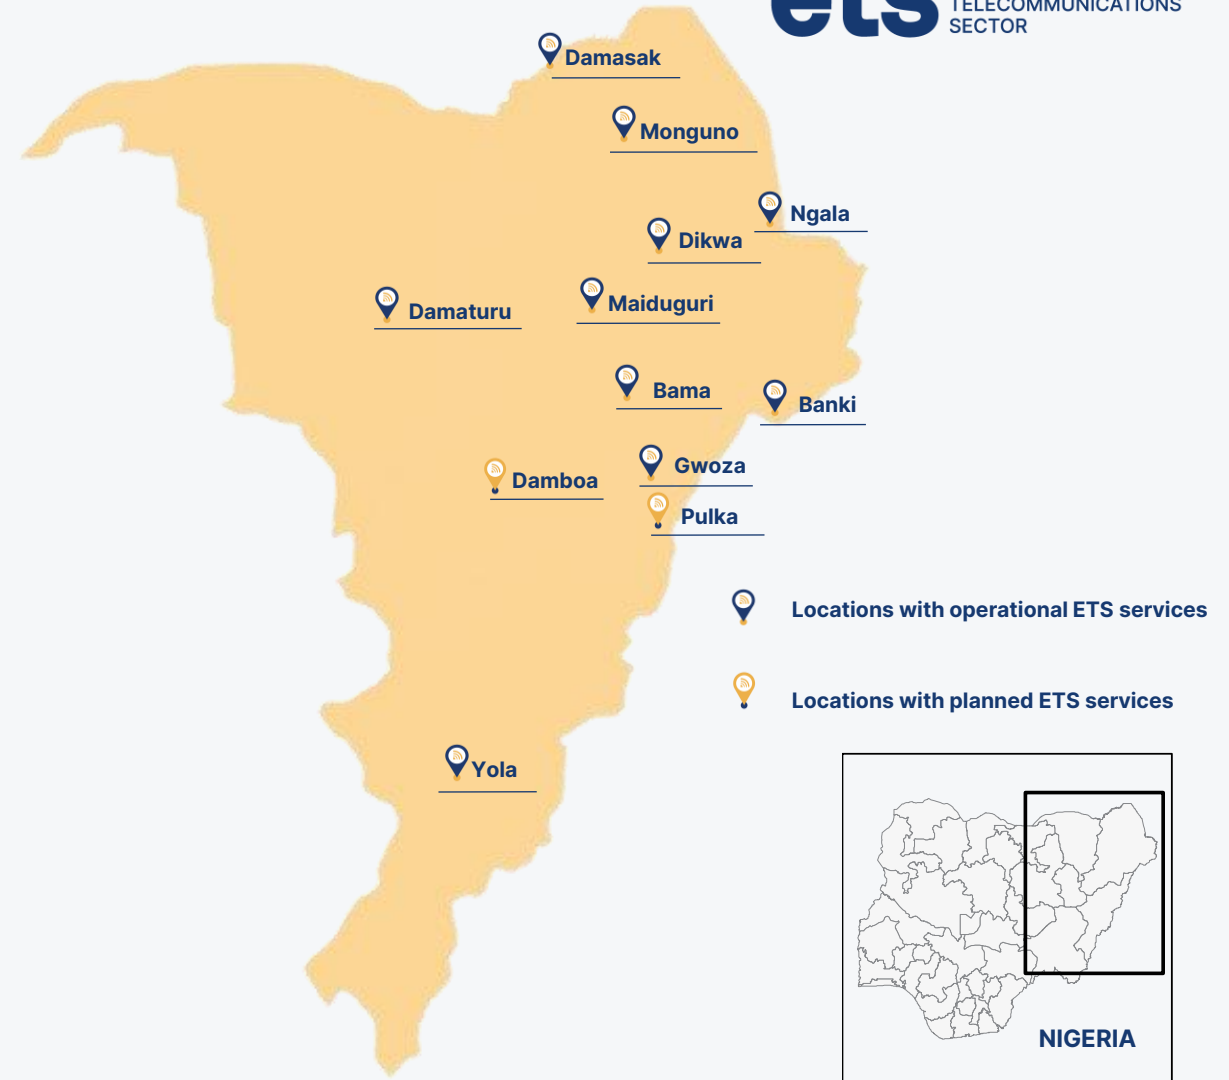 ets
TELECOMMUNICATIONS
SECTOR
Damasak
Monguno
Ngala
Dikwa
Maiduguri
Damaturu
Bama
Banki
Gwoza
Damboa
Pulka
Locations with operational ETS services
Locations with planned ETS services
Yola
NIGERIA